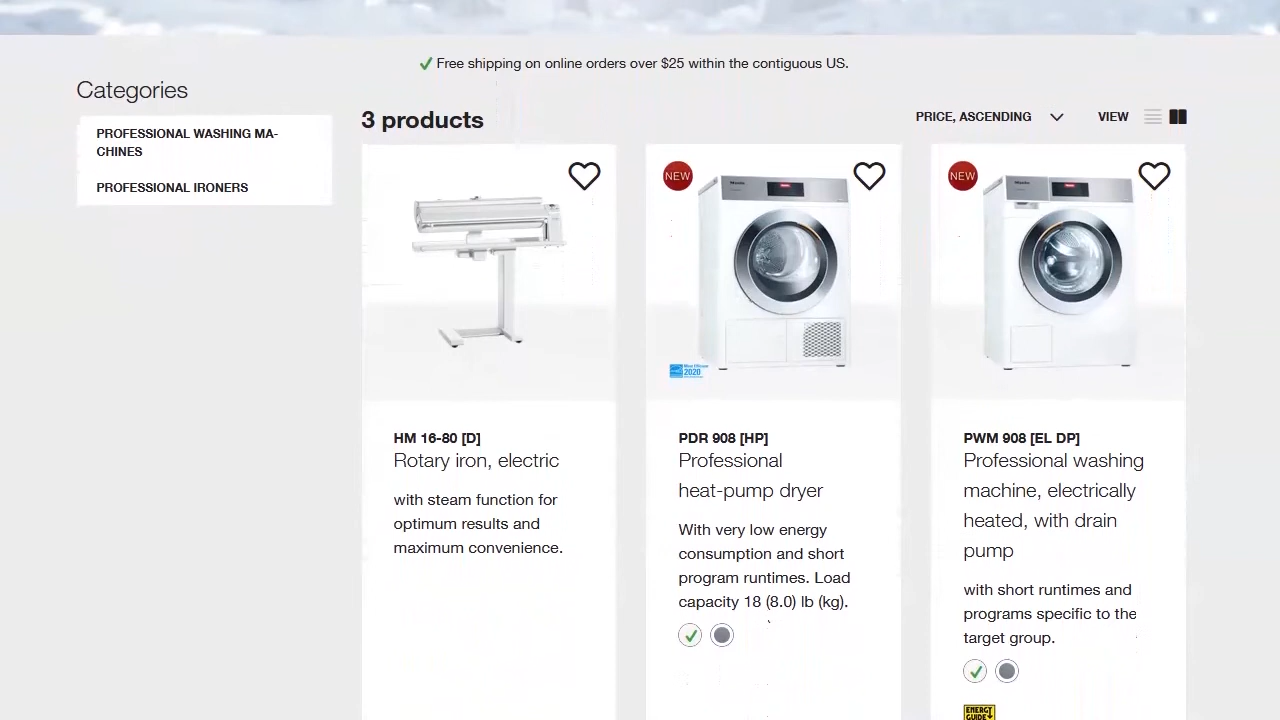 Free shipping on online orders over $25 within the contiguous US.
Categories
PROFESSIONAL WASHING MA-
CHINES
PROFESSIONAL IRONERS
3 products
PRICE, ASCENDING
VIEW
HM 16-80 [D]
Rotary iron, electric
with steam function for
optimum results and
maximum convenience.
NEW
Miele
2020
PDR 908 [HP]
Professional
heat-pump dryer
With very low energy
consumption and short
program runtimes. Load
capacity 18 (8.0) lb (kg).
NEW
Miele
PWM 908 [EL DP]
Professional washing
machine, electrically
heated, with drain
pump
with short runtimes and
programs specific to the
target group.
ENERGY
GUIDE